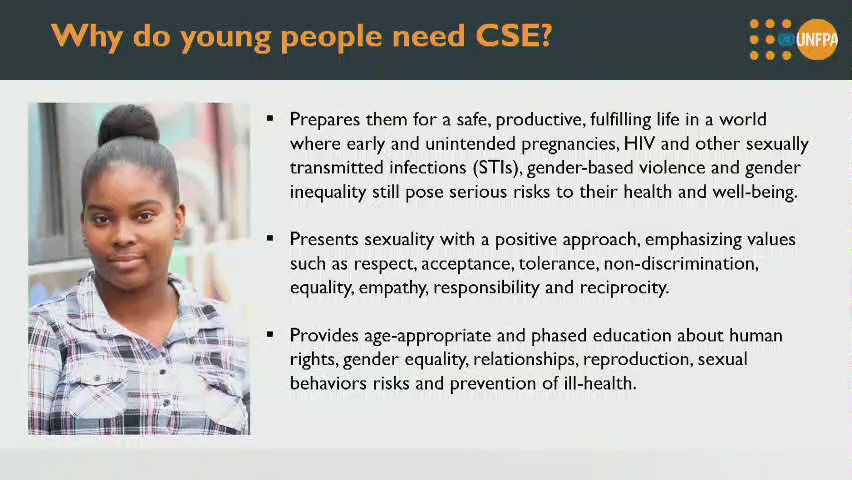 Why do young people need CSE?
UNFPA
▪ Prepares them for a safe, productive, fulfilling life in a world
where early and unintended pregnancies, HIV and other sexually
transmitted infections (STIs), gender-based violence and gender
inequality still pose serious risks to their health and well-being.
▪ Presents sexuality with a positive approach, emphasizing values
such as respect, acceptance, tolerance, non-discrimination,
equality, empathy, responsibility and reciprocity.
▪ Provides age-appropriate and phased education about human
rights, gender equality, relationships, reproduction, sexual
behaviors risks and prevention of ill-health.